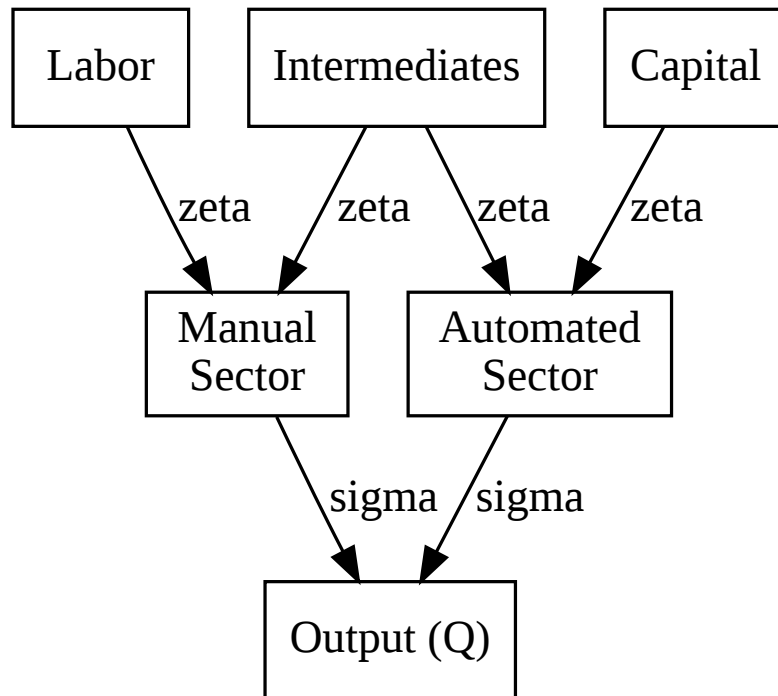 Labor
Intermediates
Capital
zeta
zeta
zeta
zeta
Manual
Sector
Automated
Sector
sigma
sigma
Output (Q)